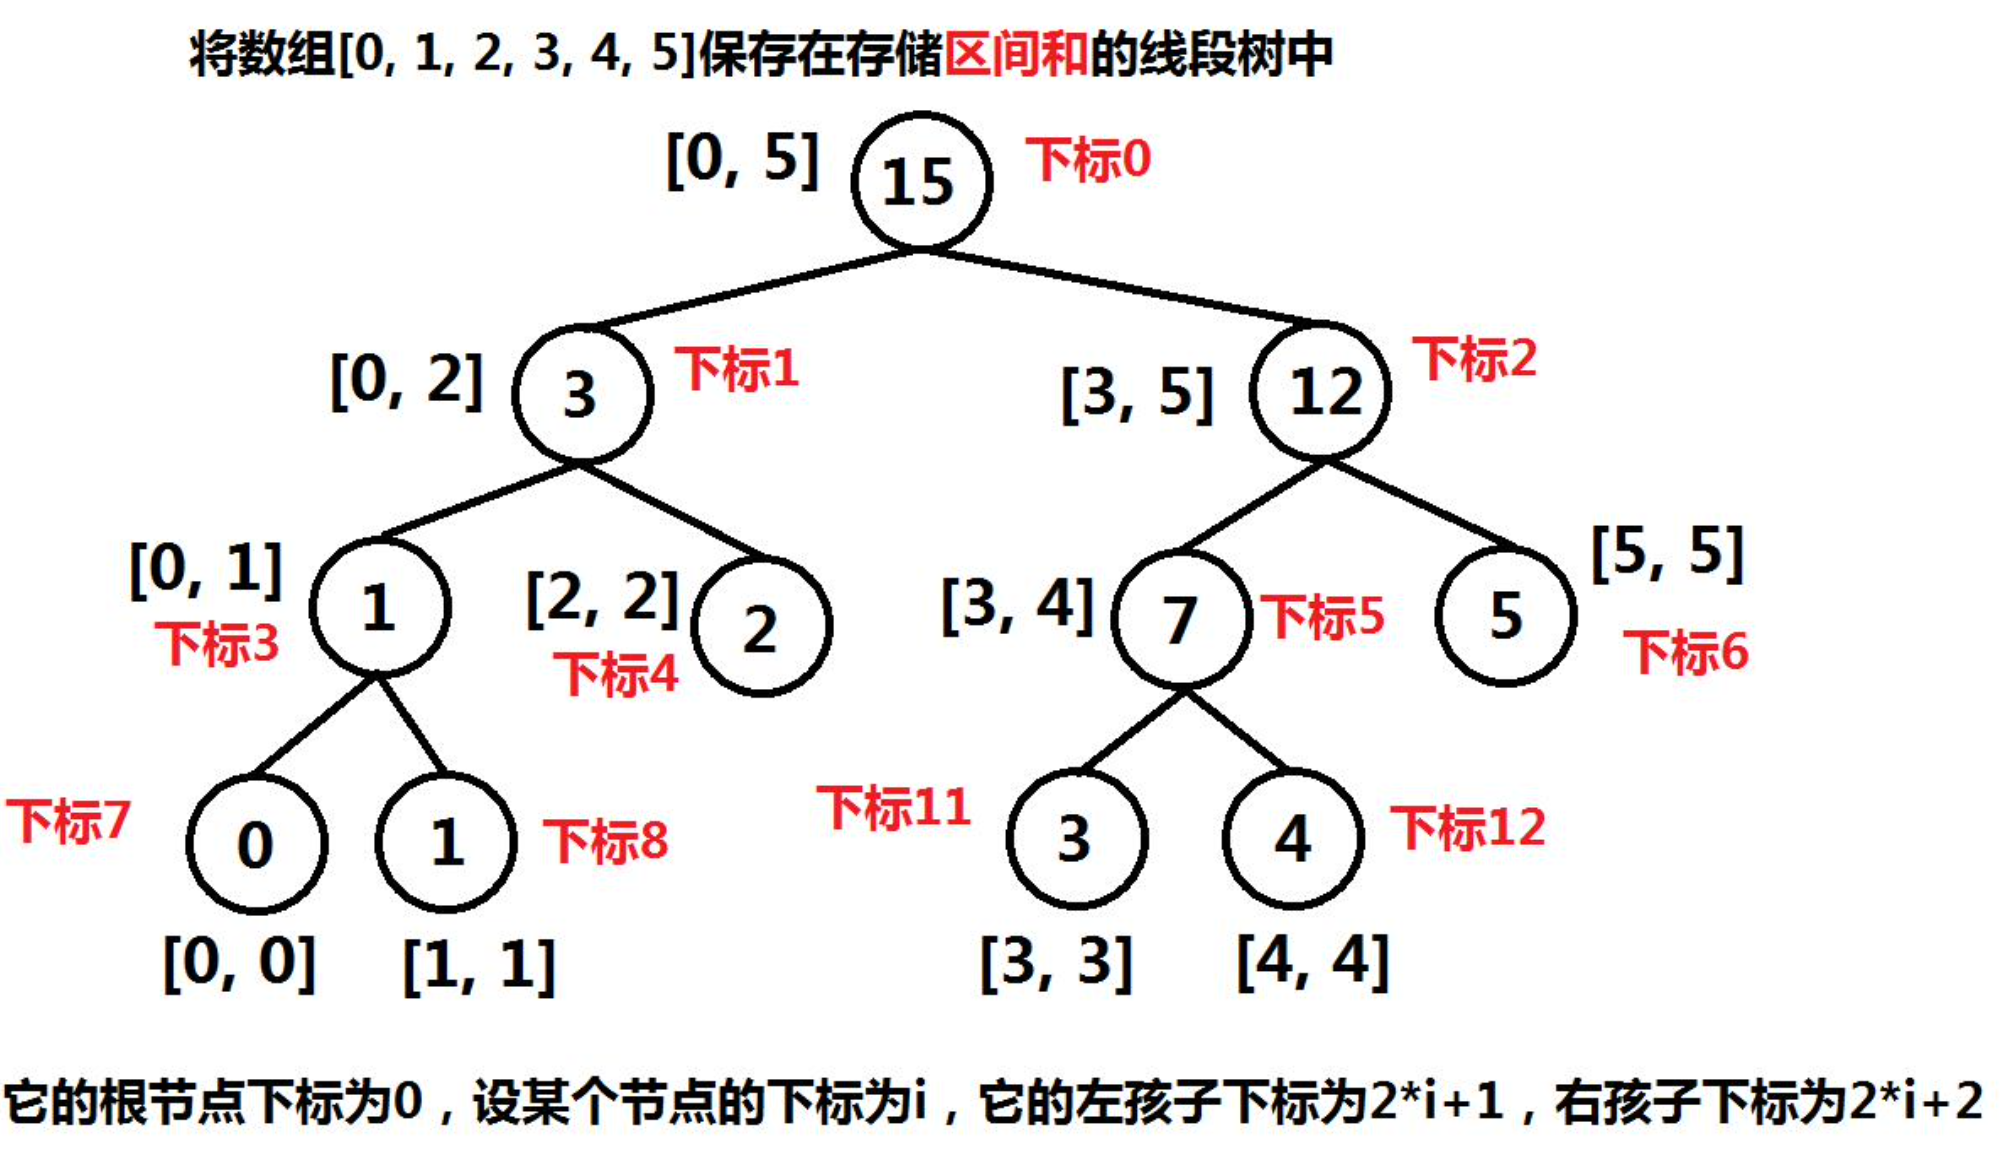 将数组[0, 1, 2, 3, 4, 5]保存在存储区间和的线段树中
[0, 5] 15 下标0
[0, 2] 3 下标1
[3, 5] 12 下标2
[0, 1] 1 下标3
[2, 2] 2 下标4
[3, 4] 7 下标5
[5, 5] 5 下标6
下标7 0 [0, 0]
1 下标8 [1, 1]
下标11 3 [3, 3]
4 下标12 [4, 4]
它的根节点下标为0，设某个节点的下标为i，它的左孩子下标为2*i+1，右孩子下标为2*i+2